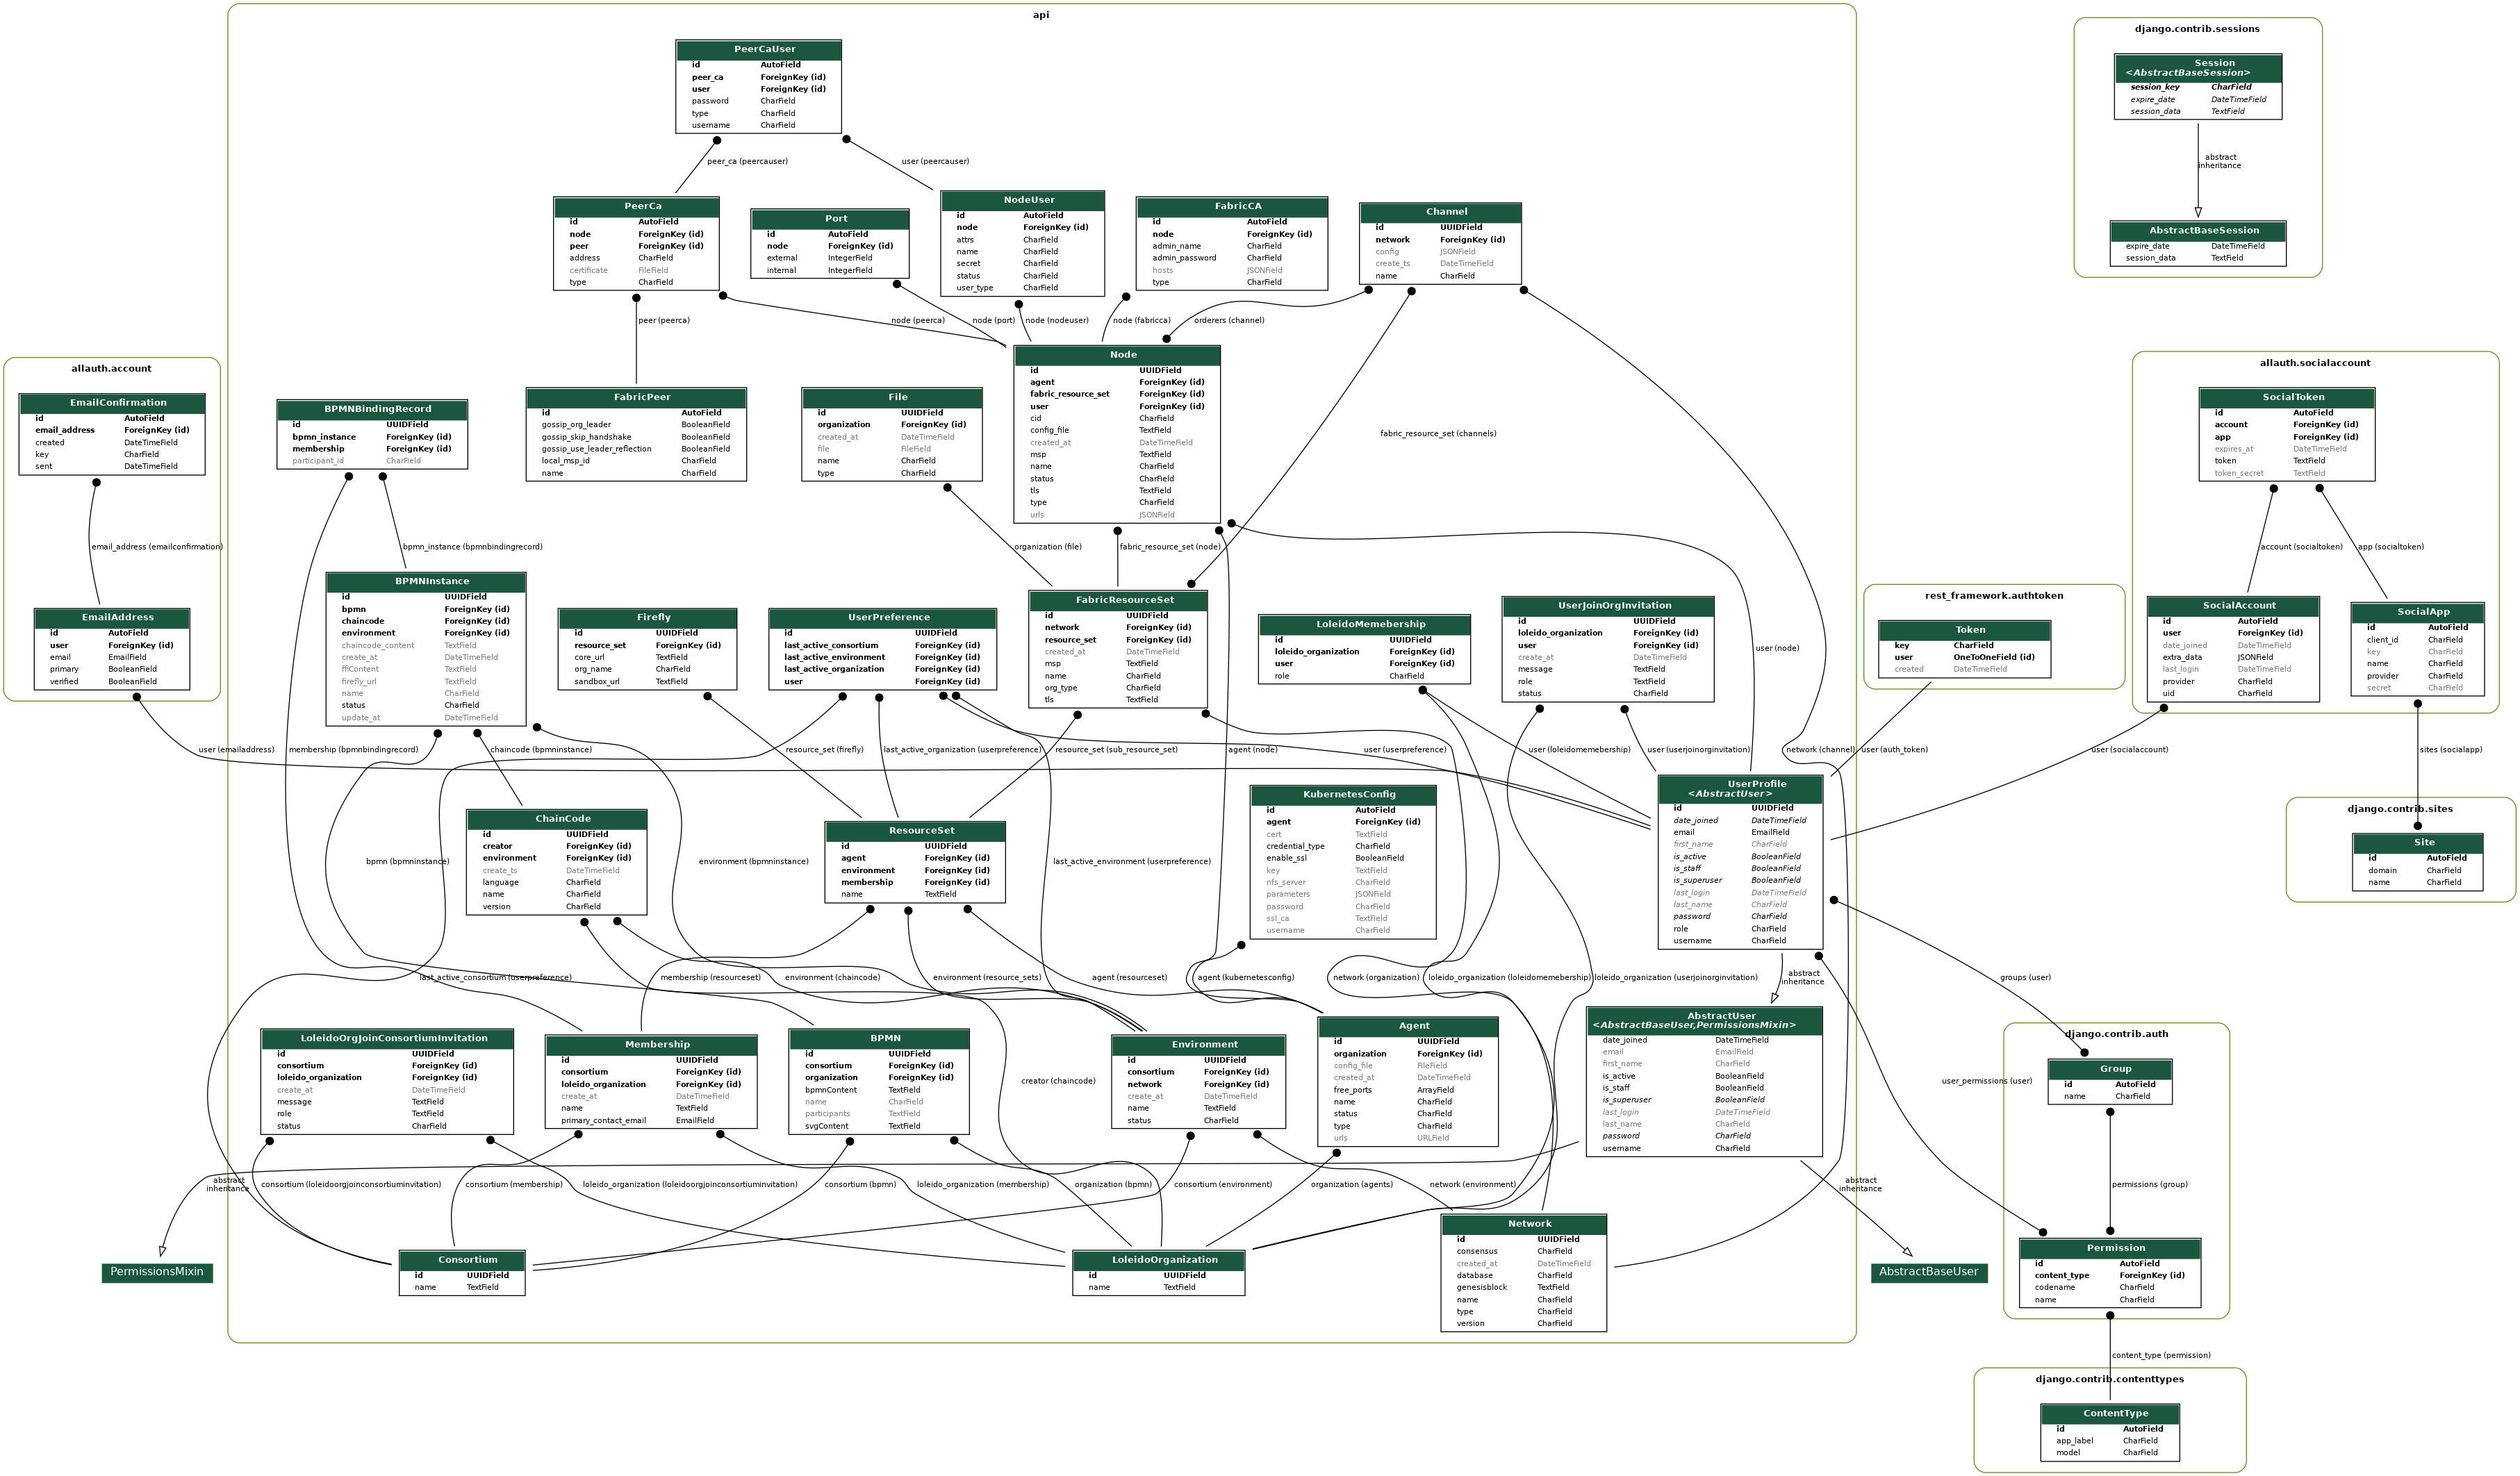 api
PeerCaUser
id AutoField
peer_ca ForeignKey (id)
user ForeignKey (id)
password CharField
type CharField
username CharField
django.contrib.sessions
Session
<AbstractBaseSession>
session_key CharField
expire_date DateTimeField
session_data TextField
abstract
inheritance
AbstractBaseSession
expire_date DateTimeField
session_data TextField
peer_ca (peercauser)
user (peercauser)
PeerCa
id AutoField
node ForeignKey (id)
peer ForeignKey (id)
address CharField
certificate FileField
type CharField
Port
id AutoField
node ForeignKey (id)
external IntegerField
internal IntegerField
NodeUser
id AutoField
node ForeignKey (id)
attrs CharField
name CharField
secret CharField
status CharField
user_type CharField
FabricCA
id AutoField
node ForeignKey (id)
admin_name CharField
admin_password CharField
hosts JSONField
type CharField
Channel
id UUIDField
network ForeignKey (id)
config JSONField
create_ts DateTimeField
name CharField
peer (peerca)
node (peerca)
node (port)
node (nodeuser)
node (fabricca)
orderers (channel)
allauth.account
EmailConfirmation
id AutoField
email_address ForeignKey (id)
created DateTimeField
key CharField
sent DateTimeField
email_address (emailconfirmation)
EmailAddress
id AutoField
user ForeignKey (id)
email EmailField
primary BooleanField
verified BooleanField
BPMNBindingRecord
id UUIDField
bpmn_instance ForeignKey (id)
membership ForeignKey (id)
participant_id CharField
FabricPeer
id AutoField
gossip_org_leader BooleanField
gossip_skip_handshake BooleanField
gossip_use_leader_reflection BooleanField
local_msp_id CharField
name CharField
File
id UUIDField
organization ForeignKey (id)
created_at DateTimeField
file FileField
name CharField
type CharField
Node
id UUIDField
agent ForeignKey (id)
fabric_resource_set ForeignKey (id)
user ForeignKey (id)
cid CharField
config_file TextField
created_at DateTimeField
msp TextField
name CharField
status CharField
tls TextField
type CharField
urls JSONField
fabric_resource_set (channels)
allauth.socialaccount
SocialToken
id AutoField
account ForeignKey (id)
app ForeignKey (id)
expires_at DateTimeField
token TextField
token_secret TextField
account (socialtoken)
app (socialtoken)
SocialAccount
id AutoField
user ForeignKey (id)
date_joined DateTimeField
extra_data JSONField
last_login DateTimeField
provider CharField
uid CharField
SocialApp
id AutoField
client_id CharField
key CharField
name CharField
provider CharField
secret CharField
bpmn_instance (bpmnbindingrecord)
organization (file)
fabric_resource_set (node)
BPMNInstance
id UUIDField
bpmn ForeignKey (id)
chaincode ForeignKey (id)
environment ForeignKey (id)
chaincode_content TextField
create_at DateTimeField
ffiContent TextField
firefly_url TextField
name CharField
status CharField
update_at DateTimeField
Firefly
id UUIDField
resource_set ForeignKey (id)
core_url TextField
org_name CharField
sandbox_url TextField
UserPreference
id UUIDField
last_active_consortium ForeignKey (id)
last_active_environment ForeignKey (id)
last_active_organization ForeignKey (id)
user ForeignKey (id)
FabricResourceSet
id UUIDField
network ForeignKey (id)
resource_set ForeignKey (id)
created_at DateTimeField
msp TextField
name CharField
org_type CharField
tls TextField
LoleidoMemebership
id UUIDField
loleido_organization ForeignKey (id)
user ForeignKey (id)
role CharField
UserJoinOrgInvitation
id UUIDField
loleido_organization ForeignKey (id)
user ForeignKey (id)
create_at DateTimeField
message TextField
role TextField
status CharField
user (node)
rest_framework.authtoken
Token
key CharField
user OneToOneField (id)
created DateTimeField
user (emailaddress)
membership (bpmnbindingrecord)
chaincode (bpmninstance)
resource_set (firefly)
last_active_organization (userpreference)
resource_set (sub_resource_set)
agent (node)
user (userpreference)
user (loleidomemebership)
user (userjoinorginvitation)
network (channel)
user (auth_token)
user (socialaccount)
sites (socialapp)
ChainCode
id UUIDField
creator ForeignKey (id)
environment ForeignKey (id)
create_ts DateTimeField
language CharField
name CharField
version CharField
ResourceSet
id UUIDField
agent ForeignKey (id)
environment ForeignKey (id)
membership ForeignKey (id)
name TextField
KubernetesConfig
id AutoField
agent ForeignKey (id)
cert TextField
credential_type CharField
enable_ssl BooleanField
key TextField
nfs_server CharField
parameters JSONField
password CharField
ssl_ca TextField
username CharField
UserProfile
<AbstractUser>
id UUIDField
date_joined DateTimeField
email EmailField
first_name CharField
is_active BooleanField
is_staff BooleanField
is_superuser BooleanField
last_login DateTimeField
last_name CharField
password CharField
role CharField
username CharField
django.contrib.sites
Site
id AutoField
domain CharField
name CharField
bpmn (bpmninstance)
environment (bpmninstance)
last_active_environment (userpreference)
last_active_consortium (userpreference)
membership (resourceset)
environment (chaincode)
environment (resource_sets)
agent (resourceset)
agent (kubernetesconfig)
network (organization)
loleido_organization (loleidomemebership)
loleido_organization (userjoinorginvitation)
abstract
inheritance
groups (user)
LoleidoOrgJoinConsortiumInvitation
id UUIDField
consortium ForeignKey (id)
loleido_organization ForeignKey (id)
create_at DateTimeField
message TextField
role TextField
status CharField
Membership
id UUIDField
consortium ForeignKey (id)
loleido_organization ForeignKey (id)
create_at DateTimeField
name TextField
primary_contact_email EmailField
BPMN
id UUIDField
consortium ForeignKey (id)
organization ForeignKey (id)
bpmnContent TextField
name CharField
participants TextField
svgContent TextField
creator (chaincode)
Environment
id UUIDField
consortium ForeignKey (id)
network ForeignKey (id)
create_at DateTimeField
name TextField
status CharField
Agent
id UUIDField
organization ForeignKey (id)
config_file FileField
created_at DateTimeField
free_ports ArrayField
name CharField
status CharField
type CharField
urls URLField
AbstractUser
<AbstractBaseUser,PermissionsMixin>
date_joined DateTimeField
email EmailField
first_name CharField
is_active BooleanField
is_staff BooleanField
is_superuser BooleanField
last_login DateTimeField
last_name CharField
password CharField
username CharField
user_permissions (user)
django.contrib.auth
Group
id AutoField
name CharField
permissions (group)
Permission
id AutoField
content_type ForeignKey (id)
codename CharField
name CharField
abstract
inheritance
consortium (loleidoorgjoinconsortiuminvitation)
consortium (membership)
loleido_organization (loleidoorgjoinconsortiuminvitation)
consortium (bpmn)
loleido_organization (membership)
organization (bpmn)
consortium (environment)
organization (agents)
network (environment)
abstract
inheritance
PermissionsMixin
Consortium
id UUIDField
name TextField
LoleidoOrganization
id UUIDField
name TextField
Network
id UUIDField
consensus CharField
created_at DateTimeField
database CharField
genesisblock TextField
name CharField
type CharField
version CharField
AbstractBaseUser
content_type (permission)
django.contrib.contenttypes
ContentType
id AutoField
app_label CharField
model CharField